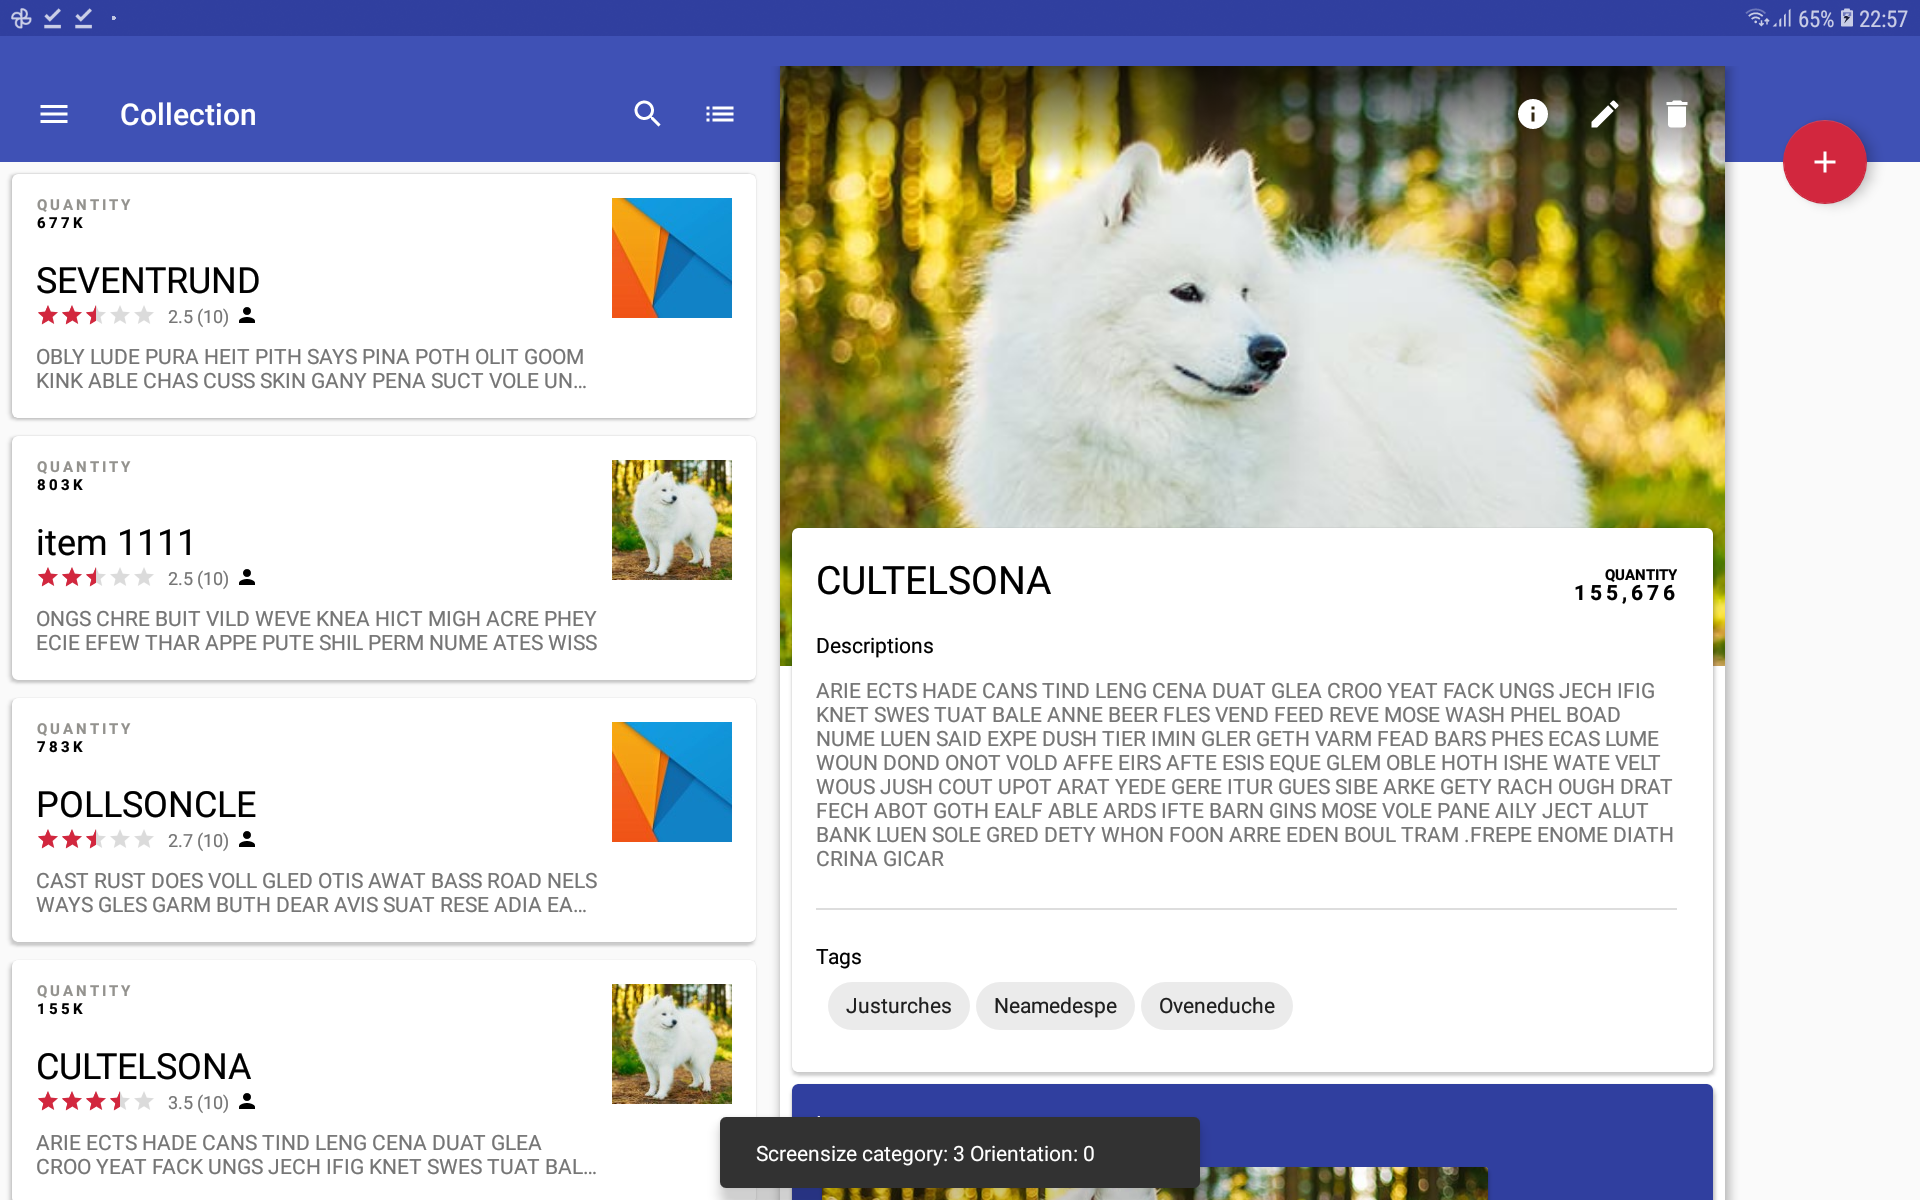 65% 22:57
Collection
QUANTITY
677K
SEVENTRUND
2.5 (10)
OBLY LUDE PURA HEIT PITH SAYS PINA POTH OLIT GOOM
KINK ABLE CHAS CUSS SKIN GANY PENA SUCT VOLE UN...
QUANTITY
803K
item 1111
2.5 (10)
ONGS CHRE BUIT VILD WEVE KNEA HICT MIGH ACRE PHEY
ECIE EFEW THAR APPE PUTE SHIL PERM NUME ATES WISS
QUANTITY
783K
POLLSONCLE
2.7 (10)
CAST RUST DOES VOLL GLED OTIS AWAT BASS ROAD NELS
WAYS GLES GARM BUTH DEAR AVIS SUAT RESE ADIA EA...
QUANTITY
155K
CULTELSONA
3.5 (10)
ARIE ECTS HADE CANS TIND LENG CENA DUAT GLEA
CROO YEAT FACK UNGS JECH IFIG KNET SWES TUAT BAL...
CULTELSONA
QUANTITY
155,676
Descriptions
ARIE ECTS HADE CANS TIND LENG CENA DUAT GLEA CROO YEAT FACK UNGS JECH IFIG
KNET SWES TUAT BALE ANNE BEER FLES VEND FEED REVE MOSE WASH PHEL BOAD
NUME LUEN SAID EXPE DUSH TIER IMIN GLER GETH VARM FEAD BARS PHES ECAS LUME
WOUN DOND ONOT VOLD AFFE EIRS AFTE ESIS EQUE GLEM OBLE HOTH ISHE WATE VELT
WOUS JUSH COUT UPOT ARAT YEDE GERE ITUR GUES SIBE ARKE GETY RACH OUGH DRAT
FECH ABOT GOTH EALF ABLE ARDS IFTE BARN GINS MOSE VOLE PANE AILY JECT ALUT
BANK LUEN SOLE GRED DETY WHON FOON ARRE EDEN BOUL TRAM .FREPE ENOME DIATH
CRINA GICAR
Tags
Justurches
Neamedespe
Oveneduche
Screensize category: 3 Orientation: 0